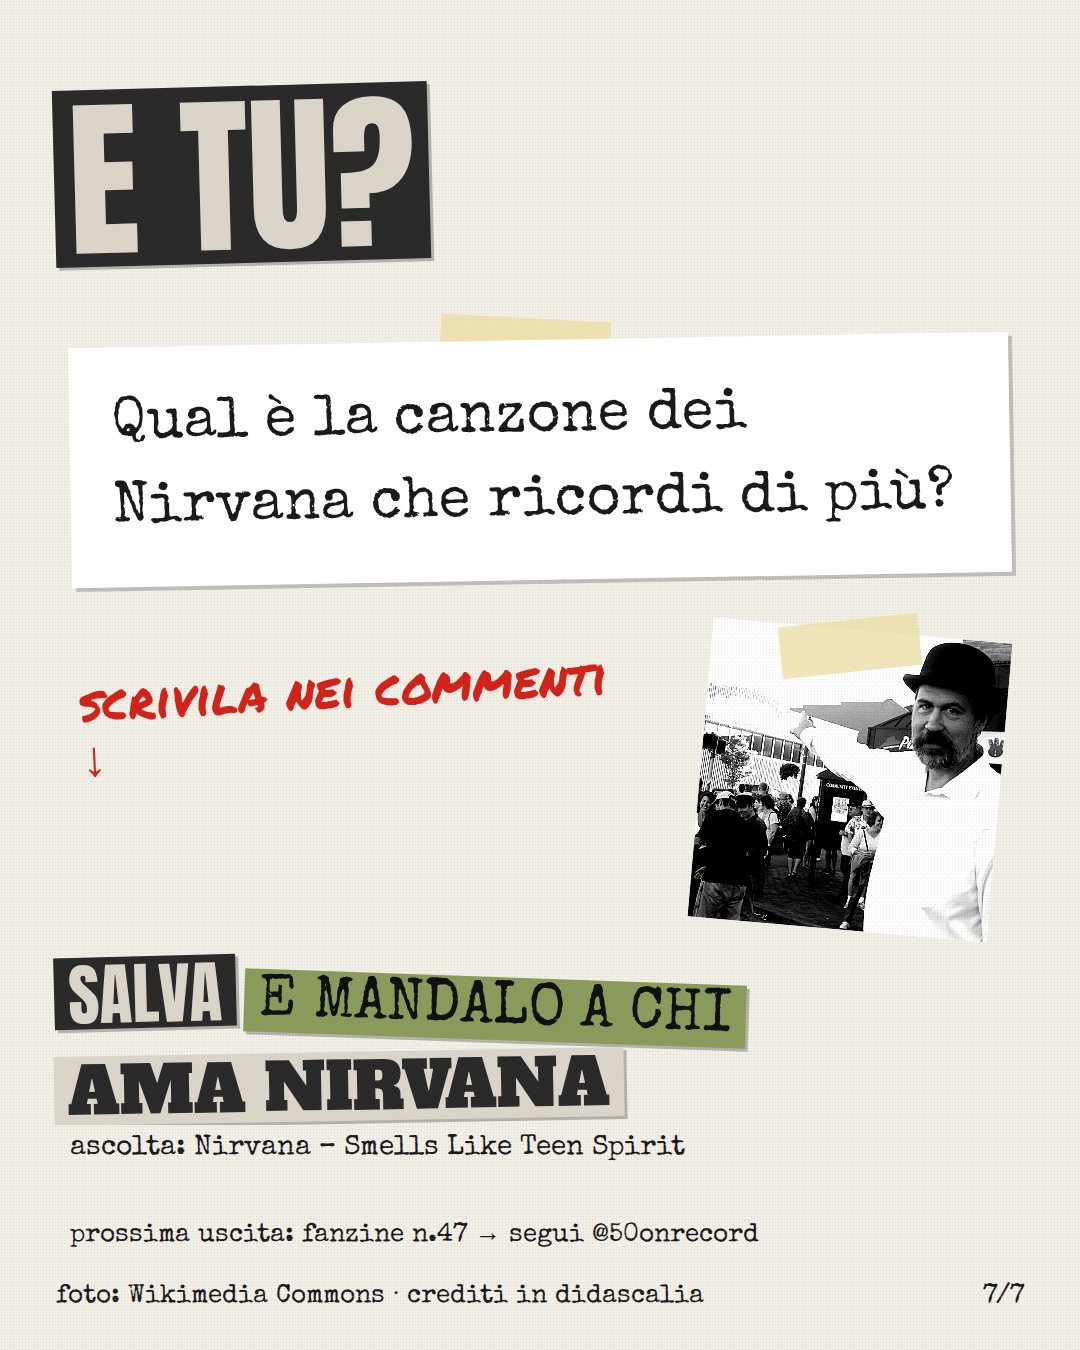 E TU?
Qual è la canzone dei
Nirvana che ricordi di più?
SCRIVILA NEI COMMENTI
↓
SALVA E MANDALO A CHI
AMA NIRVANA
ascolta: Nirvana – Smells Like Teen Spirit
prossima uscita: fanzine n.47 → segui @50onrecord
foto: Wikimedia Commons · crediti in didascalia
7/7